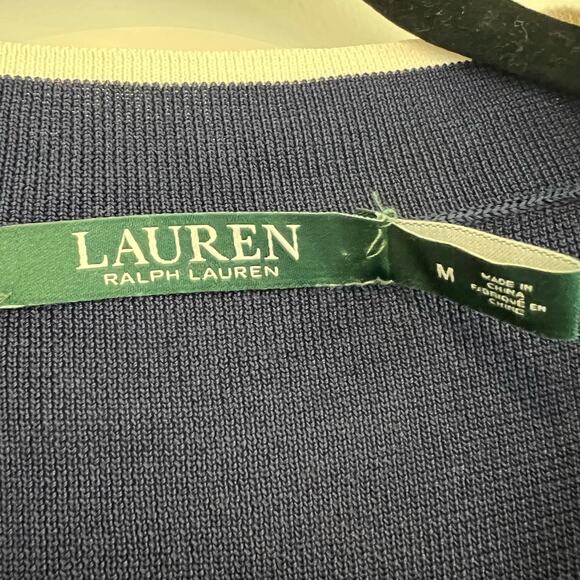 LAUREN
RALPH LAUREN
M
MADE IN
CHINA
FABRIQUÉ EN
CHINE